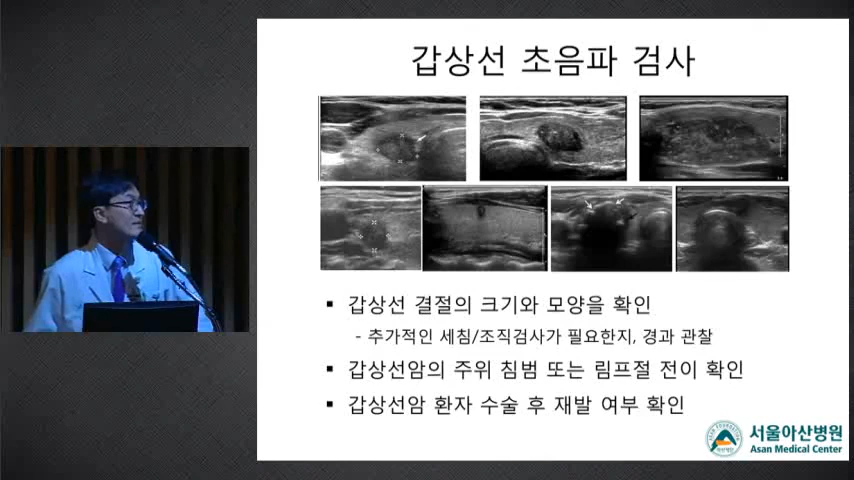 갑상선 초음파 검사
▪ 갑상선 결절의 크기와 모양을 확인
- 추가적인 세침/조직검사가 필요한지, 경과 관찰
▪ 갑상선암의 주위 침범 또는 림프절 전이 확인
▪ 갑상선암 환자 수술 후 재발 여부 확인
서울아산병원
Asan Medical Center